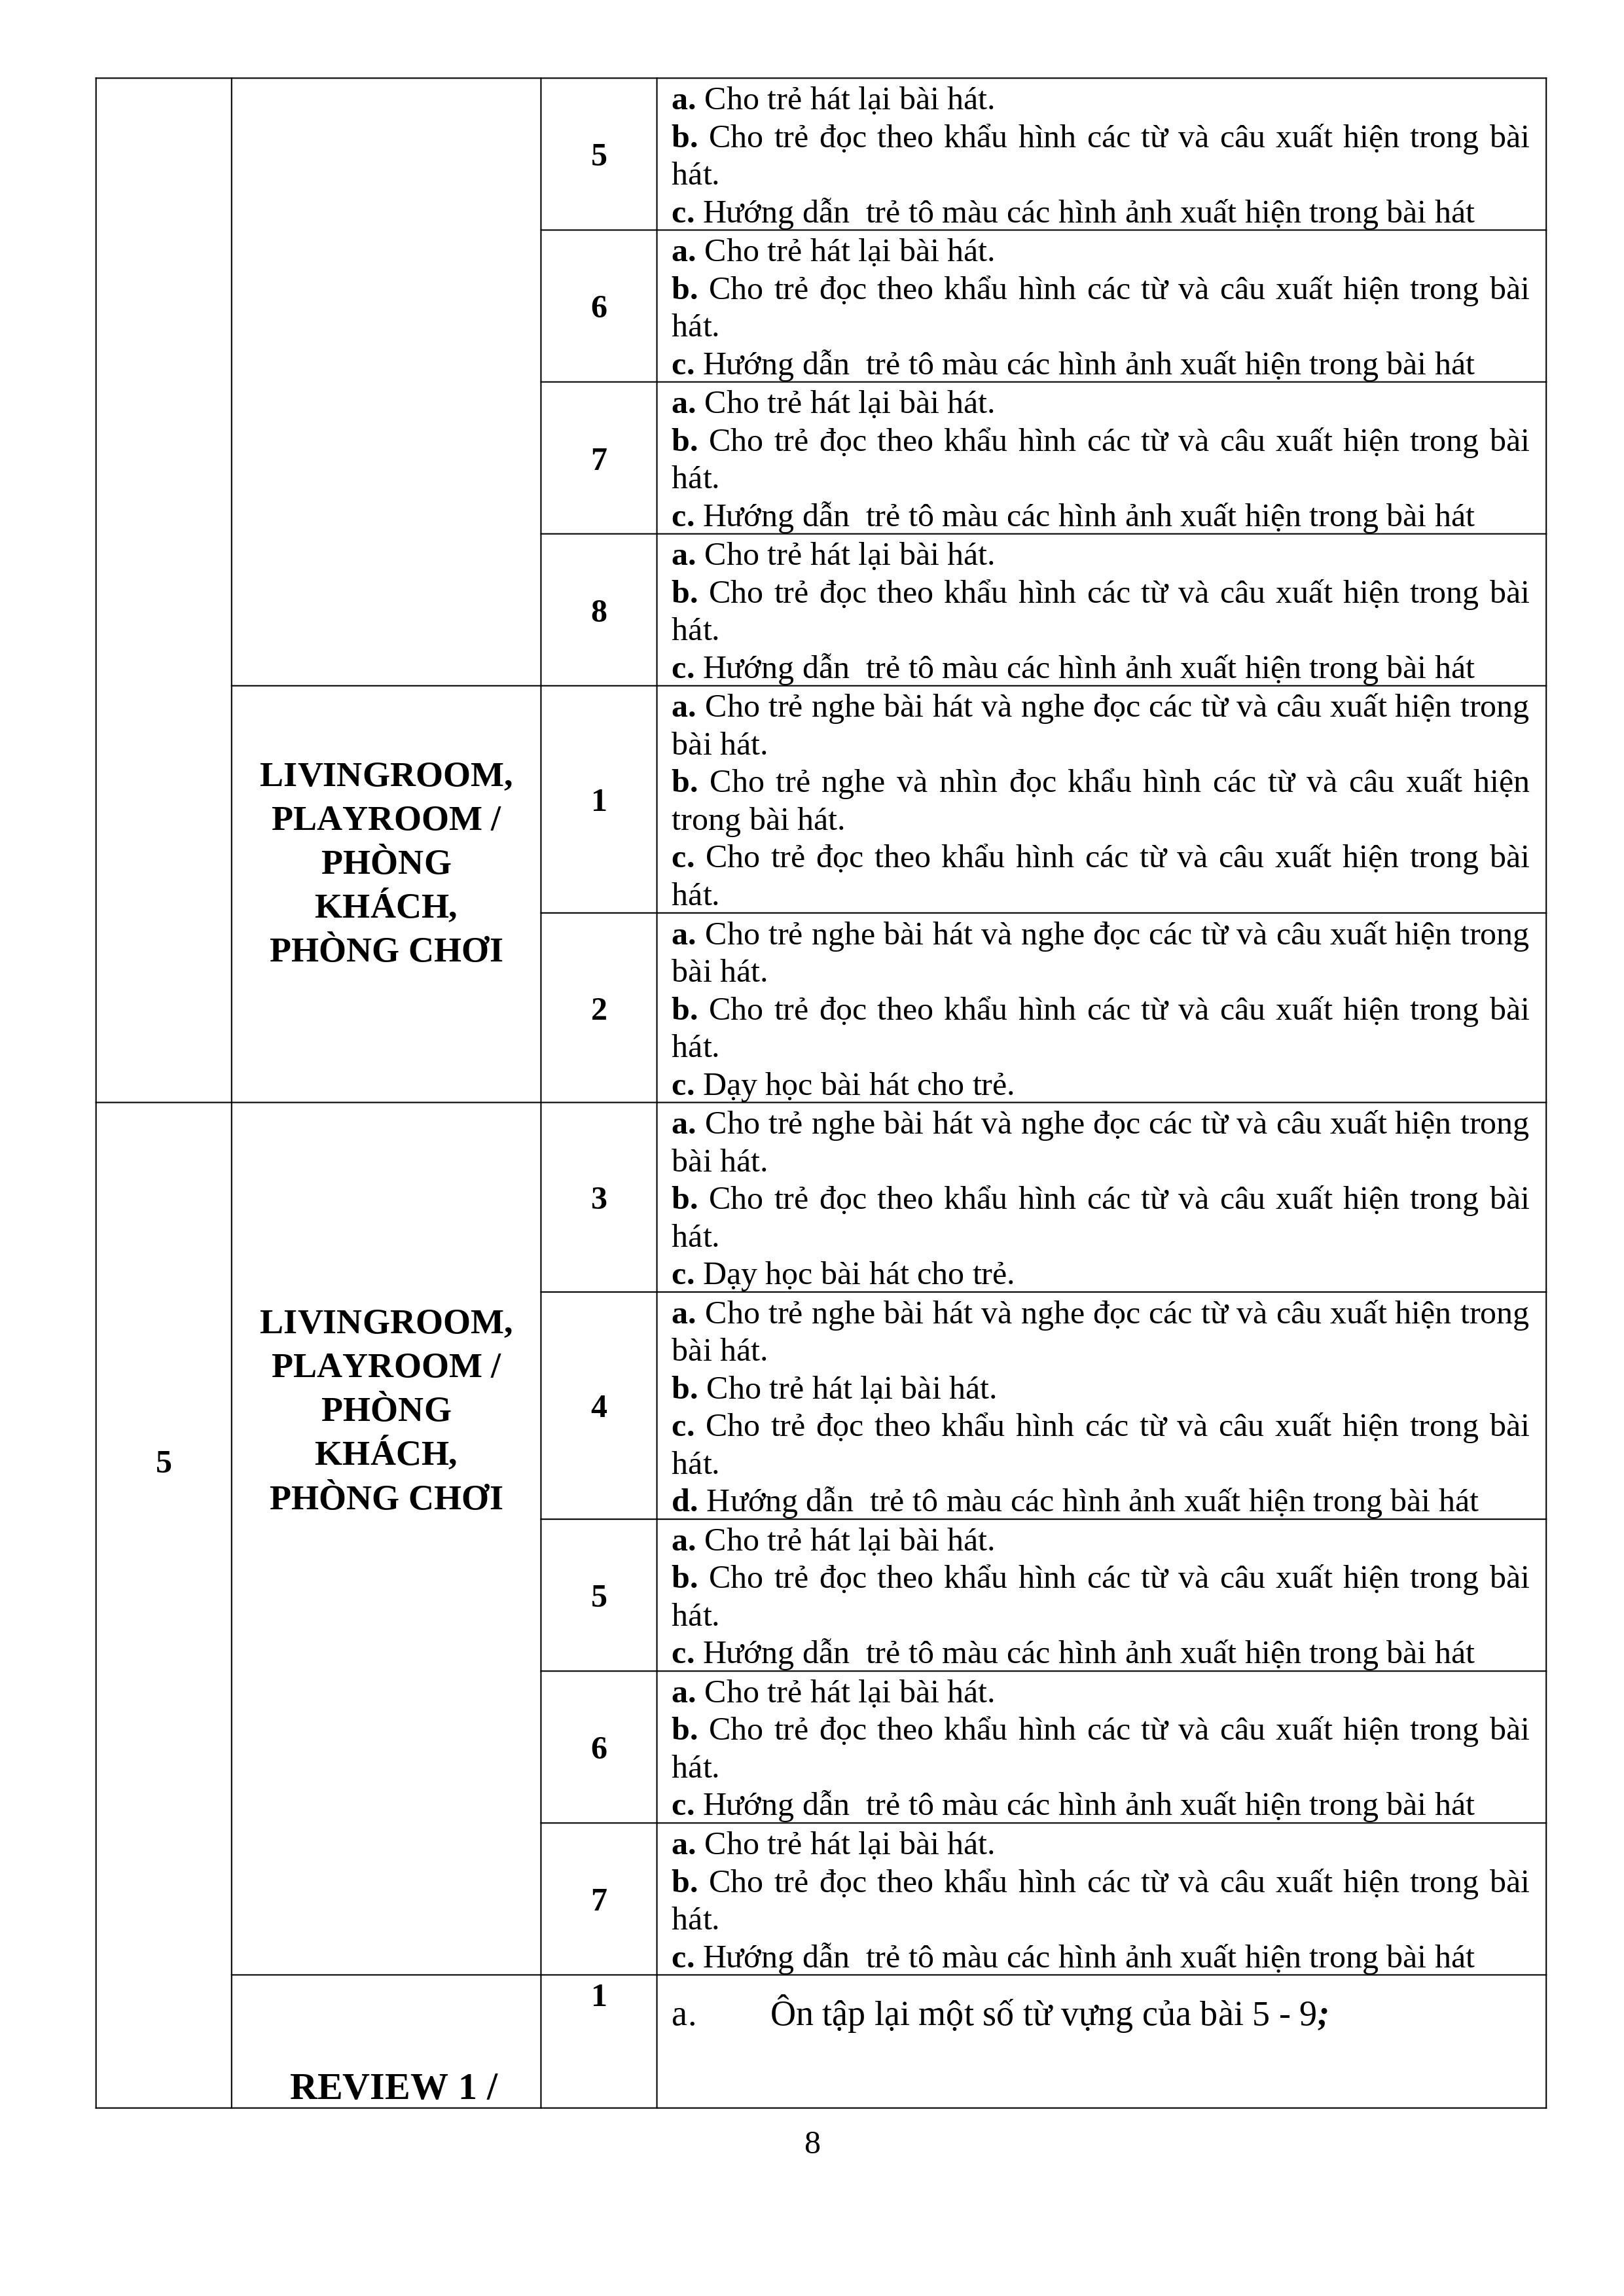 5
a. Cho trẻ hát lại bài hát.
b. Cho trẻ đọc theo khẩu hình các từ và câu xuất hiện trong bài
hát.
c. Hướng dẫn  trẻ tô màu các hình ảnh xuất hiện trong bài hát
6
a. Cho trẻ hát lại bài hát.
b. Cho trẻ đọc theo khẩu hình các từ và câu xuất hiện trong bài
hát.
c. Hướng dẫn  trẻ tô màu các hình ảnh xuất hiện trong bài hát
7
a. Cho trẻ hát lại bài hát.
b. Cho trẻ đọc theo khẩu hình các từ và câu xuất hiện trong bài
hát.
c. Hướng dẫn  trẻ tô màu các hình ảnh xuất hiện trong bài hát
8
a. Cho trẻ hát lại bài hát.
b. Cho trẻ đọc theo khẩu hình các từ và câu xuất hiện trong bài
hát.
c. Hướng dẫn  trẻ tô màu các hình ảnh xuất hiện trong bài hát
LIVINGROOM,
PLAYROOM /
PHÒNG
KHÁCH,
PHÒNG CHƠI
1
a. Cho trẻ nghe bài hát và nghe đọc các từ và câu xuất hiện trong
bài hát.
b. Cho trẻ nghe và nhìn đọc khẩu hình các từ và câu xuất hiện
trong bài hát.
c. Cho trẻ đọc theo khẩu hình các từ và câu xuất hiện trong bài
hát.
2
a. Cho trẻ nghe bài hát và nghe đọc các từ và câu xuất hiện trong
bài hát.
b. Cho trẻ đọc theo khẩu hình các từ và câu xuất hiện trong bài
hát.
c. Dạy học bài hát cho trẻ.
5
LIVINGROOM,
PLAYROOM /
PHÒNG
KHÁCH,
PHÒNG CHƠI
3
a. Cho trẻ nghe bài hát và nghe đọc các từ và câu xuất hiện trong
bài hát.
b. Cho trẻ đọc theo khẩu hình các từ và câu xuất hiện trong bài
hát.
c. Dạy học bài hát cho trẻ.
4
a. Cho trẻ nghe bài hát và nghe đọc các từ và câu xuất hiện trong
bài hát.
b. Cho trẻ hát lại bài hát.
c. Cho trẻ đọc theo khẩu hình các từ và câu xuất hiện trong bài
hát.
d. Hướng dẫn  trẻ tô màu các hình ảnh xuất hiện trong bài hát
5
a. Cho trẻ hát lại bài hát.
b. Cho trẻ đọc theo khẩu hình các từ và câu xuất hiện trong bài
hát.
c. Hướng dẫn  trẻ tô màu các hình ảnh xuất hiện trong bài hát
6
a. Cho trẻ hát lại bài hát.
b. Cho trẻ đọc theo khẩu hình các từ và câu xuất hiện trong bài
hát.
c. Hướng dẫn  trẻ tô màu các hình ảnh xuất hiện trong bài hát
7
a. Cho trẻ hát lại bài hát.
b. Cho trẻ đọc theo khẩu hình các từ và câu xuất hiện trong bài
hát.
c. Hướng dẫn  trẻ tô màu các hình ảnh xuất hiện trong bài hát
REVIEW 1 /
1
a. Ôn tập lại một số từ vựng của bài 5 - 9;
8